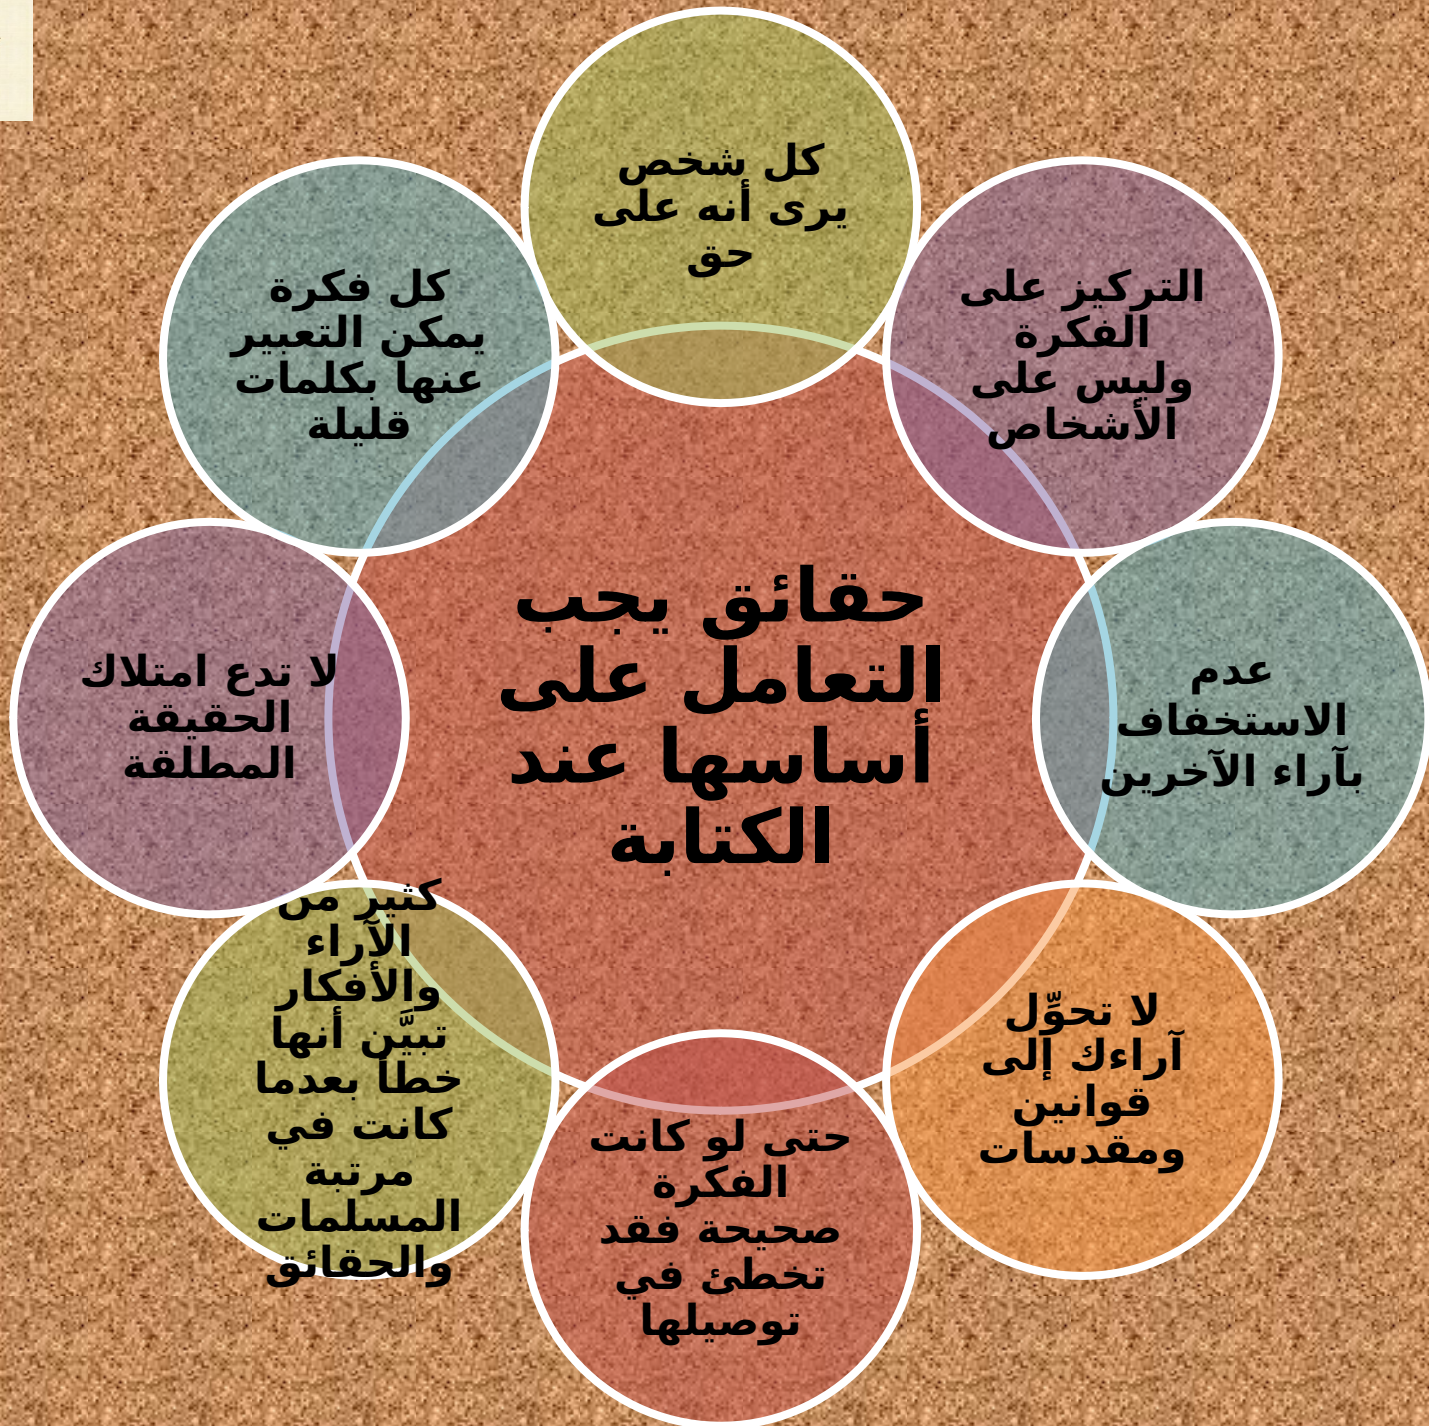 كل شخص
يرى أنه على
حق
التركيز على
الفكرة
وليس على
الأشخاص
عدم
الاستخفاف
بآراء الآخرين
لا تحوِّل
آراءك إلى
قوانين
ومقدسات
حتى لو كانت
الفكرة
صحيحة فقد
تخطئ في
توصيلها
كثير من
الآراء
والأفكار
تبيَّن أنها
خطأ بعدما
كانت في
مرتبة
المسلمات
والحقائق
لا تدع امتلاك
الحقيقة
المطلقة
كل فكرة
يمكن التعبير
عنها بكلمات
قليلة
حقائق يجب
التعامل على
أساسها عند
الكتابة